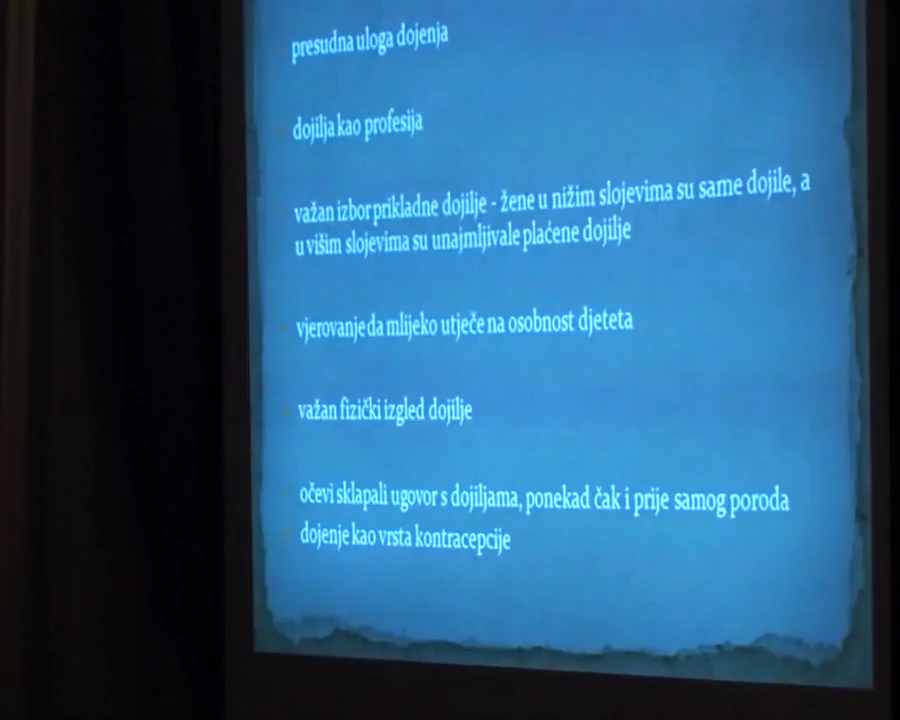 presudna uloga dojenja
dojilja kao profesija
važan izbor prikladne dojilje - žene u nižim slojevima su same dojile, a
u višim slojevima su unajmljivale plaćene dojilje
vjerovanje da mlijeko utječe na osobnost djeteta
važan fizički izgled dojilje
očevi sklapali ugovor s dojiljama, ponekad čak i prije samog poroda
dojenje kao vrsta kontracepcije